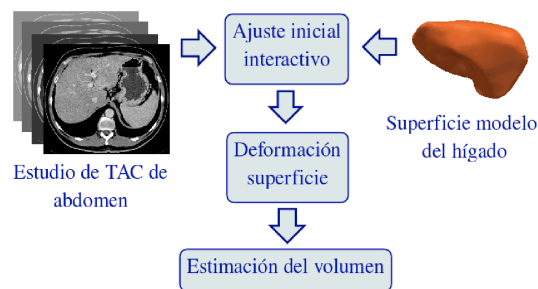 Ajuste inicial
interactivo
Estudio de TAC de
abdomen
Superficie modelo
del hígado
Deformación
superficie
Estimación del volumen